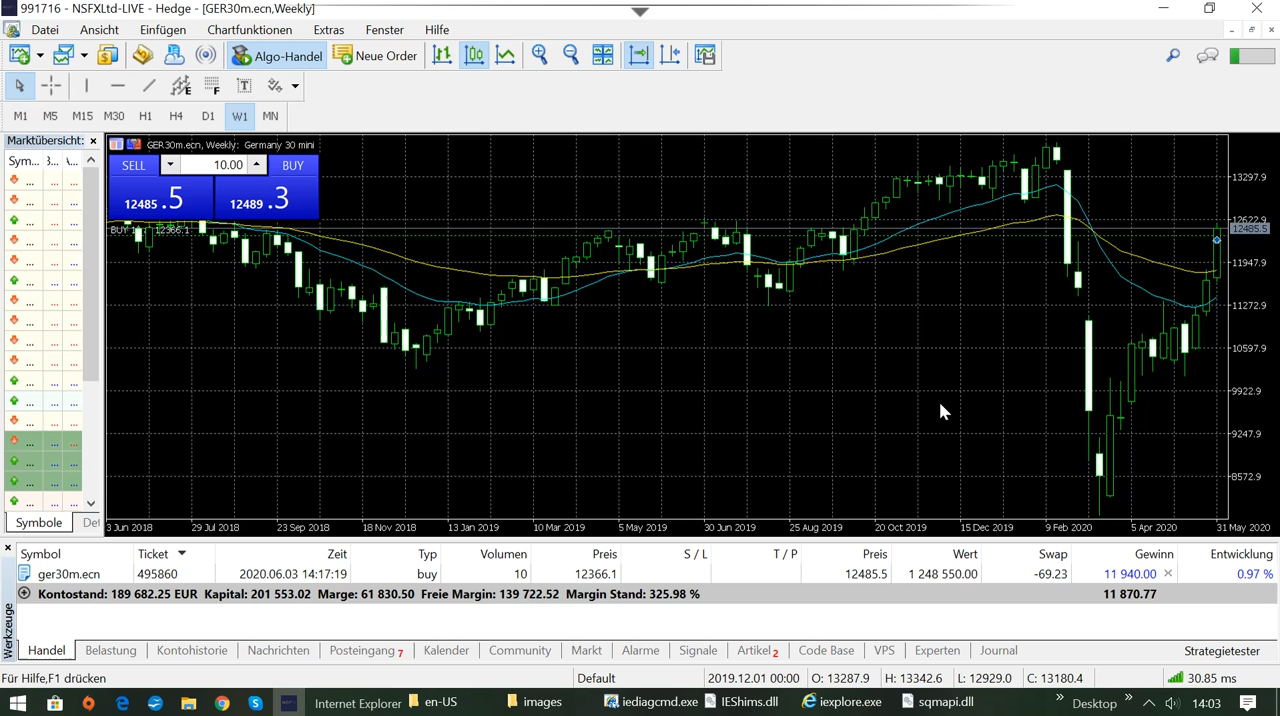 991716 - NSFXLtd-LIVE - Hedge - [GER30m.ecn,Weekly]
Datei Ansicht Einfügen Chartfunktionen Extras Fenster Hilfe
Algo-Handel Neue Order
E F T
M1 M5 M15 M30 H1 H4 D1 W1 MN
Marktübersicht:
Sym...
GER30m.ecn, Weekly: Germany 30 mini
SELL 10.00 BUY
12485.5 12489.3
13297.9
12622.9
12485.5
11947.9
11272.9
10597.9
9922.9
9247.9
8572.9
3 Jun 2018 29 Jul 2018 23 Sep 2018 18 Nov 2018 13 Jan 2019 10 Mar 2019 5 May 2019 30 Jun 2019 25 Aug 2019 20 Oct 2019 15 Dec 2019 9 Feb 2020 5 Apr 2020 31 May 2020
Symbole
Symbol Ticket Zeit Typ Volumen Preis S / L T / P Preis Wert Swap Gewinn Entwicklung
ger30m.ecn 495860 2020.06.03 14:17:19 buy 10 12366.1 12485.5 1 248 550.00 -69.23 11 940.00 0.97 %
Kontostand: 189 682.25 EUR Kapital: 201 553.02 Marge: 61 830.50 Freie Margin: 139 722.52 Margin Stand: 325.98 % 11 870.77
Werkzeuge
Handel Belastung Kontohistorie Nachrichten Posteingang 7 Kalender Community Markt Alarme Signale Artikel 2 Code Base VPS Experten Journal Strategietester
Für Hilfe,F1 drücken Default 2019.12.01 00:00 O: 13287.9 H: 13342.6 L: 12929.0 C: 13180.4 30.85 ms
Internet Explorer en-US images iediagcmd.exe IEShims.dll iexplore.exe sqmapi.dll Desktop 14:03